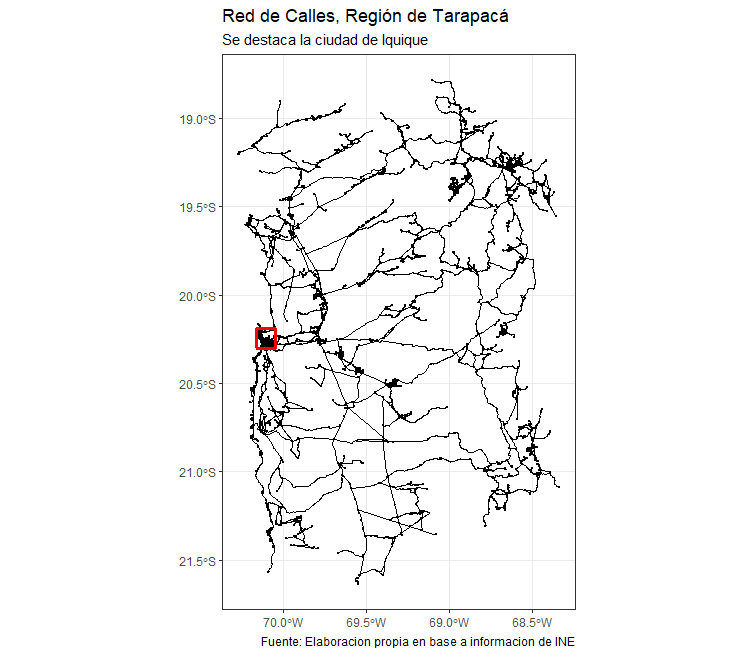 Red de Calles, Región de Tarapacá
Se destaca la ciudad de Iquique
19.0°S
19.5°S
20.0°S
20.5°S
21.0°S
21.5°S
70.0°W 69.5°W 69.0°W 68.5°W
Fuente: Elaboracion propia en base a informacion de INE